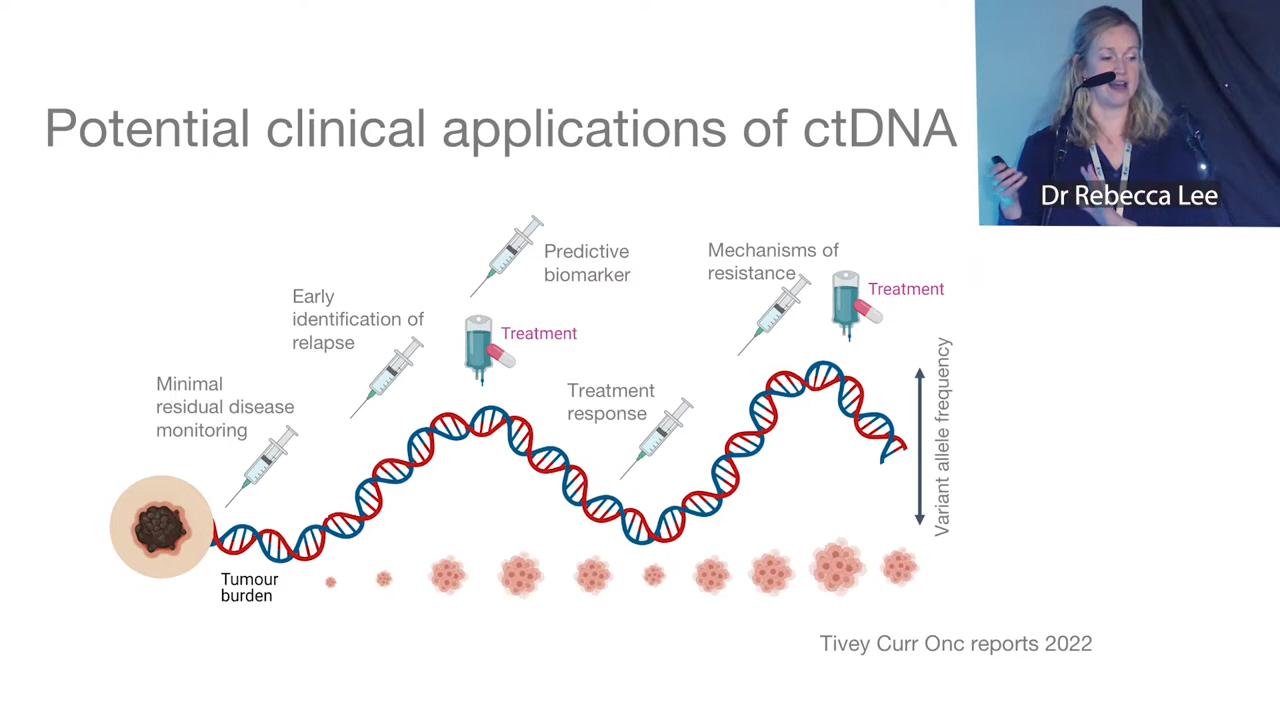 Potential clinical applications of ctDNA
Dr Rebecca Lee
Predictive
biomarker
Mechanisms of
resistance
Treatment
Early
identification of
relapse
Treatment
Minimal
residual disease
monitoring
Treatment
response
Variant allele frequency
Tumour
burden
Tivey Curr Onc reports 2022